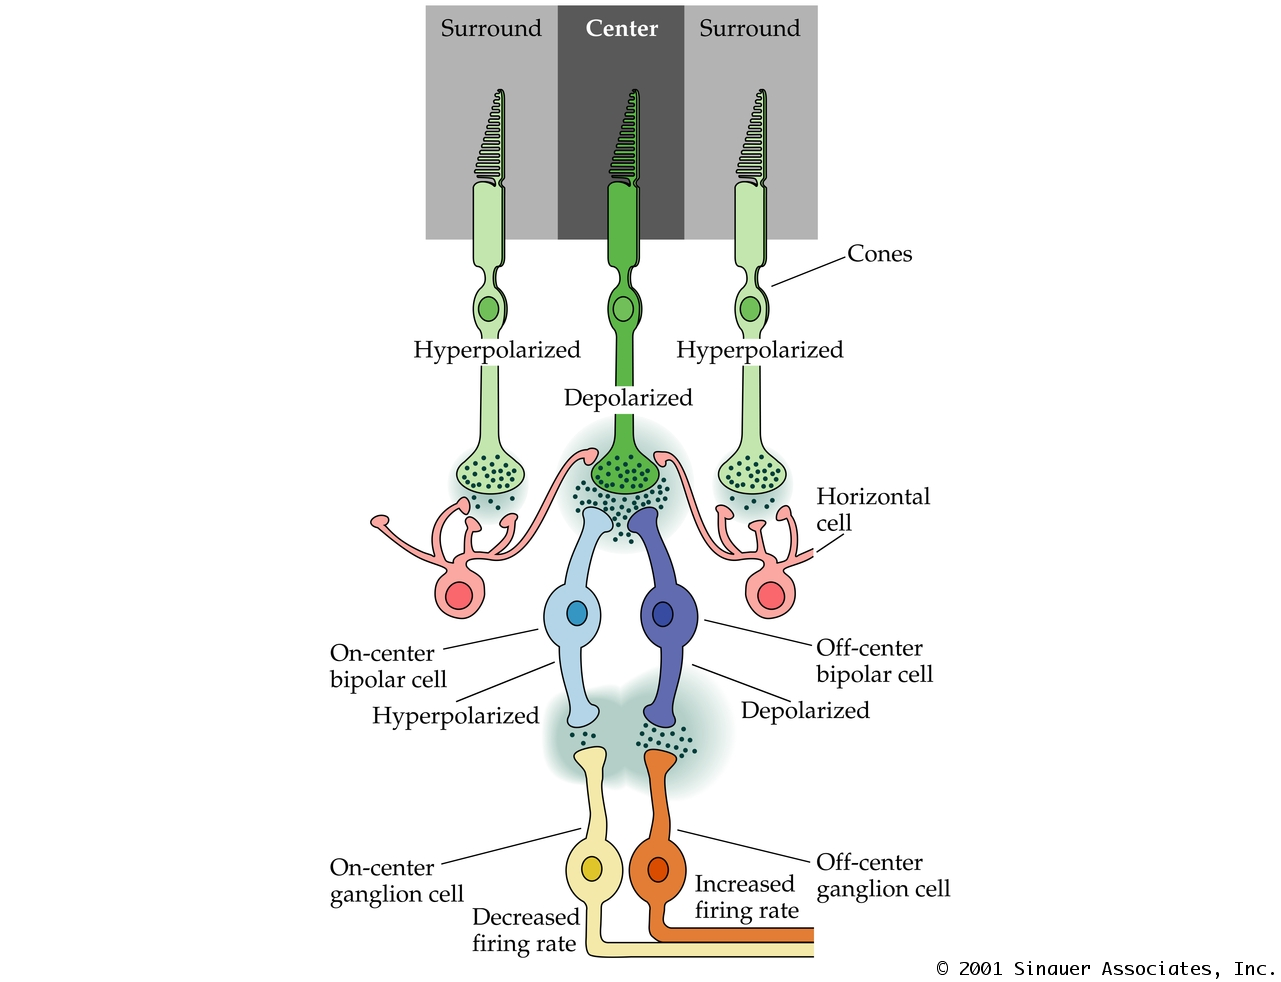 Surround
Center
Surround
Cones
Hyperpolarized
Hyperpolarized
Depolarized
Horizontal
cell
On-center
bipolar cell
Off-center
bipolar cell
Hyperpolarized
Depolarized
On-center
ganglion cell
Off-center
ganglion cell
Increased
firing rate
Decreased
firing rate
© 2001 Sinauer Associates, Inc.